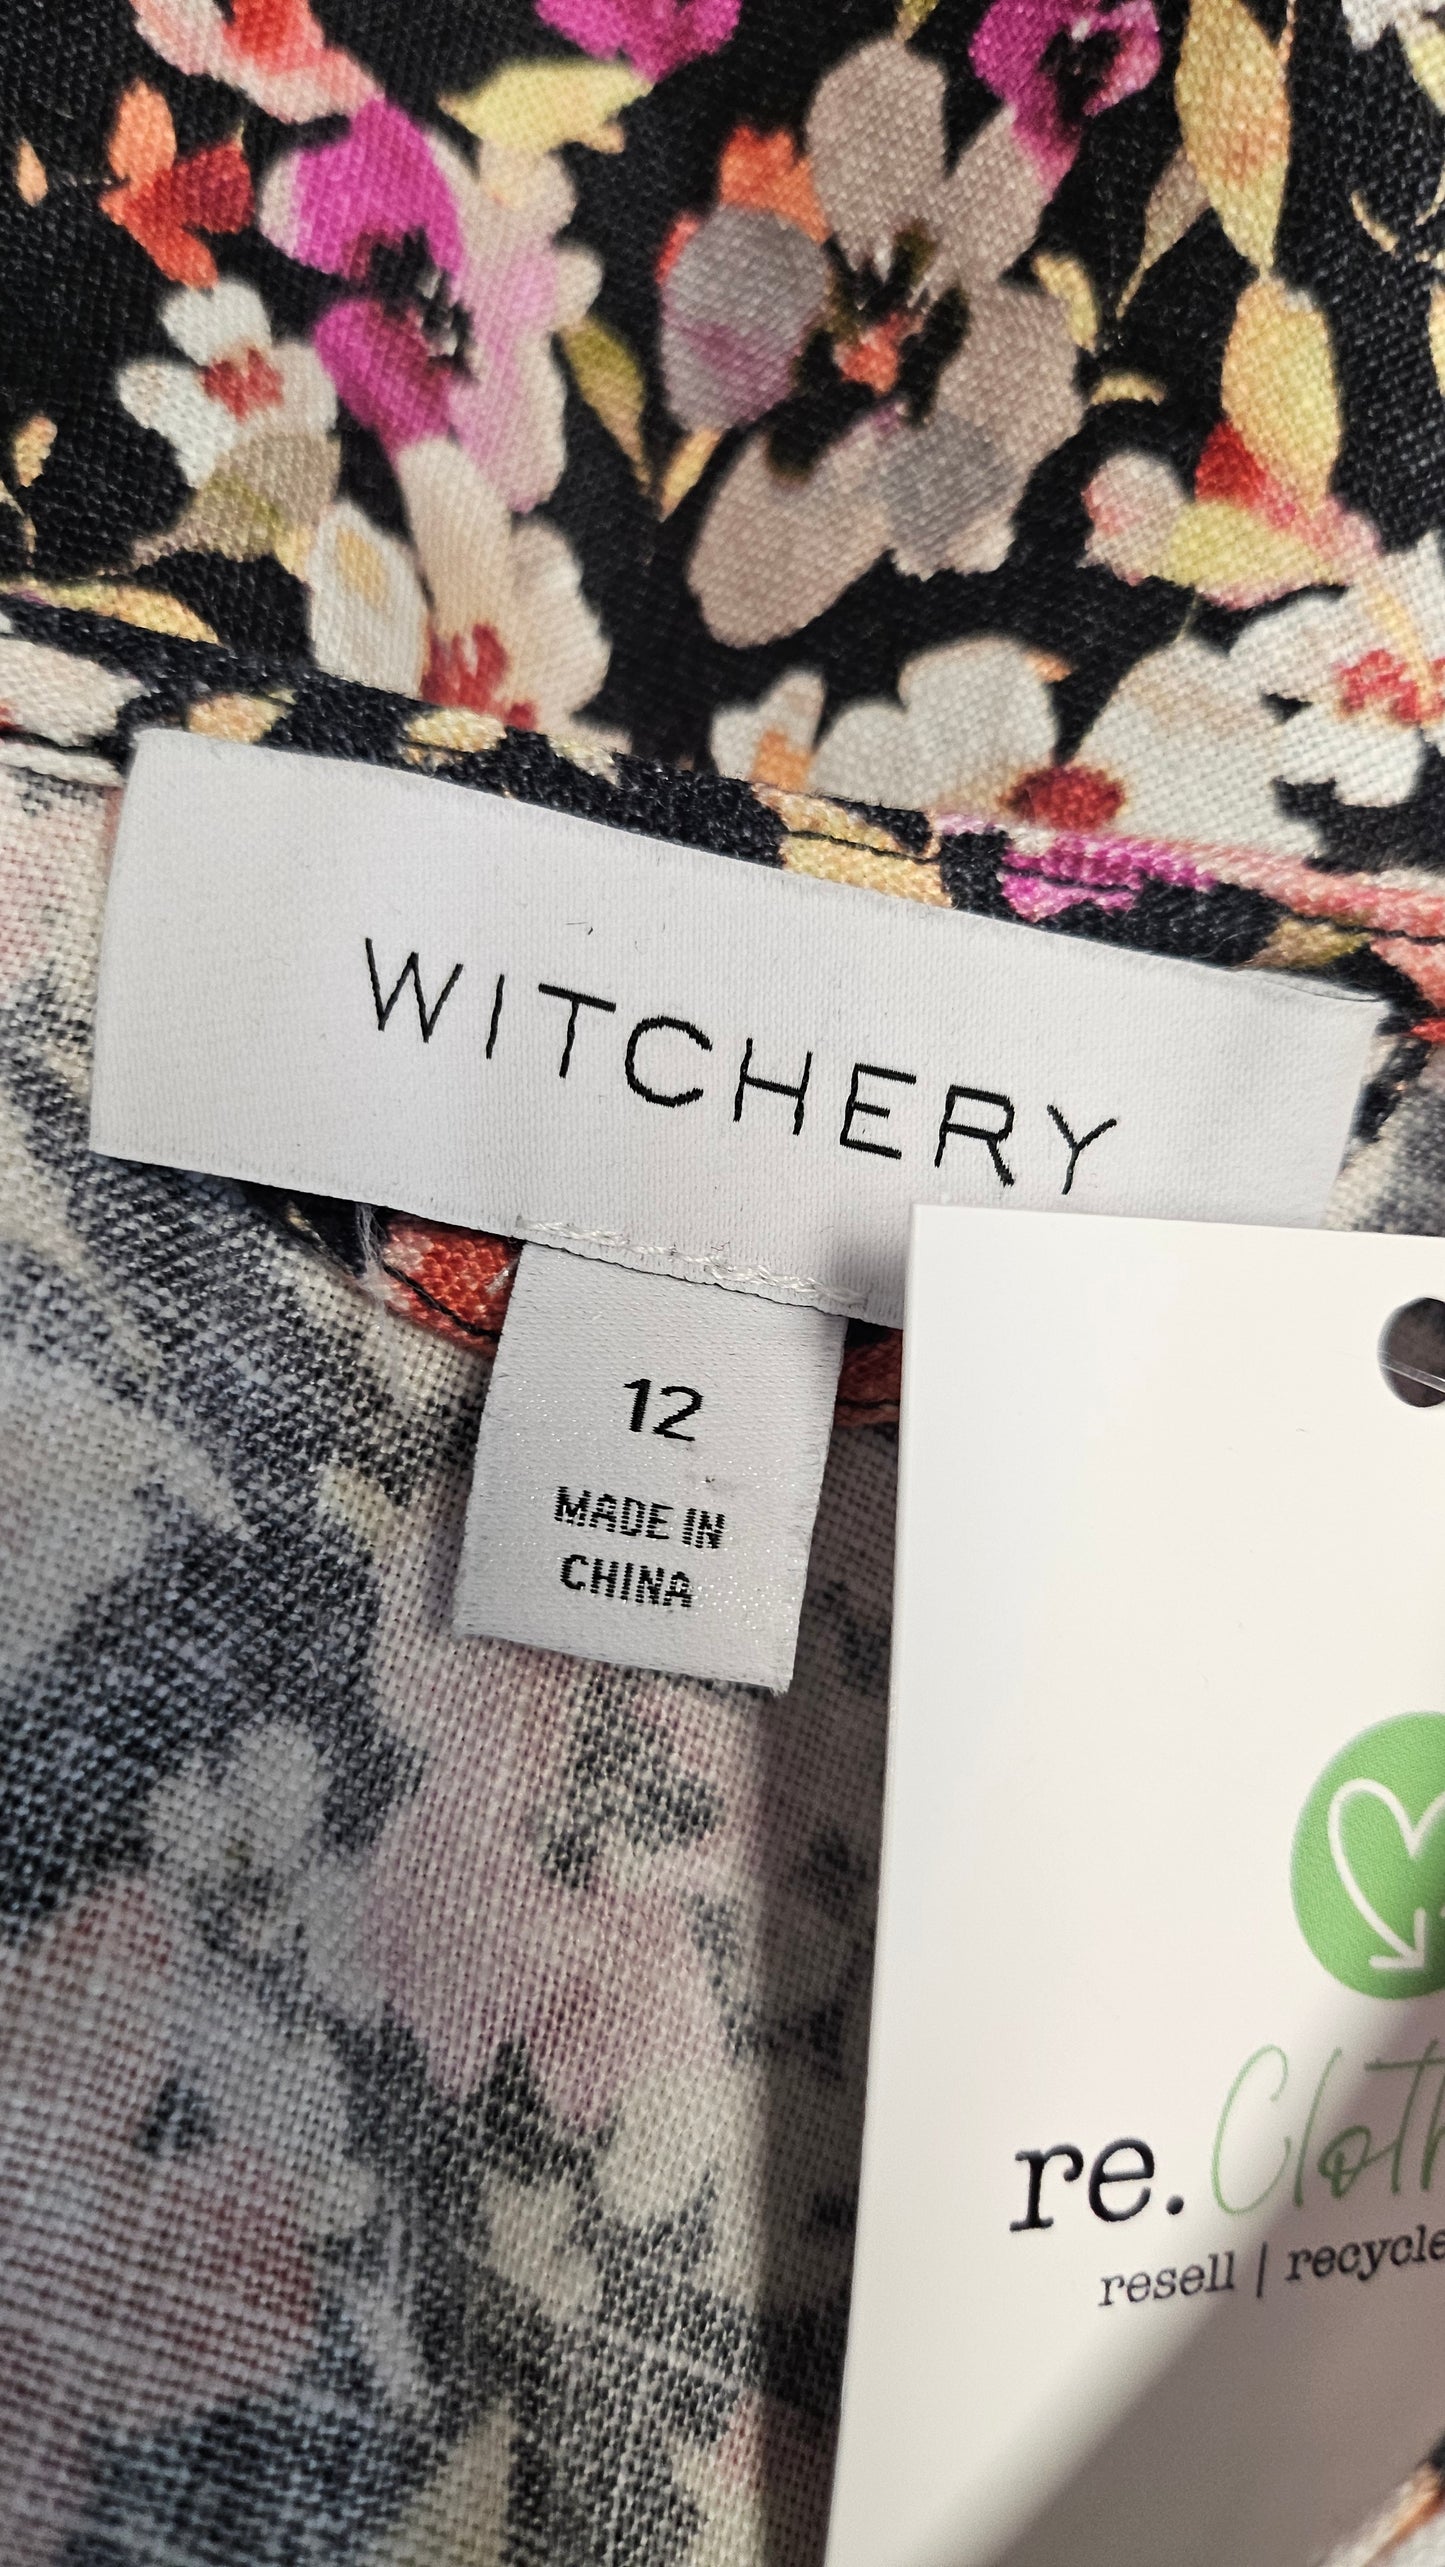 WITCHERY
12
MADE IN
CHINA
re.
resell | recycle